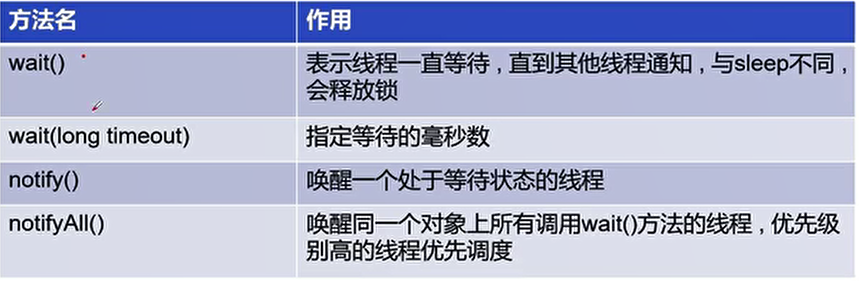 方法名
作用
wait()
表示线程一直等待，直到其他线程通知，与sleep不同，
会释放锁
wait(long timeout)
指定等待的毫秒数
notify()
唤醒一个处于等待状态的线程
notifyAll()
唤醒同一个对象上所有调用wait()方法的线程，优先级
别高的线程优先调度